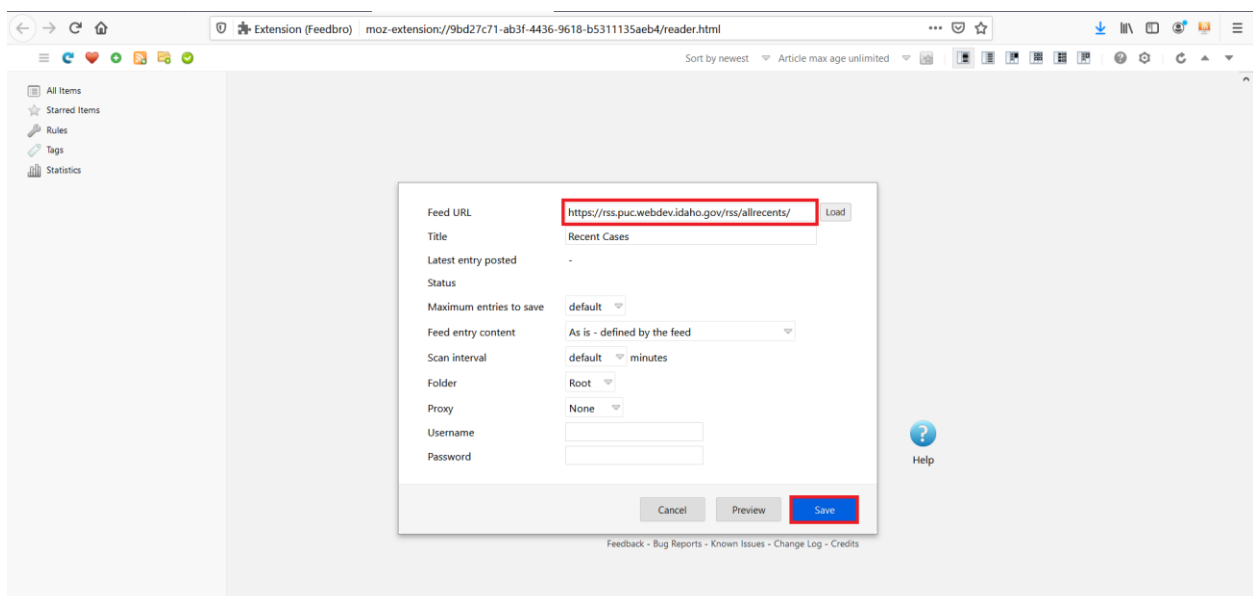 Extension (Feedbro) moz-extension://9bd27c71-ab3f-4436-9618-b5311135aeb4/reader.html
Sort by newest Article max age unlimited
All Items
Starred Items
Rules
Tags
Statistics
Feed URL https://rss.puc.webdev.idaho.gov/rss/allrecents/ Load
Title Recent Cases
Latest entry posted -
Status
Maximum entries to save default
Feed entry content As is - defined by the feed
Scan interval default minutes
Folder Root
Proxy None
Username
Password
Help
Cancel Preview Save
Feedback - Bug Reports - Known Issues - Change Log - Credits